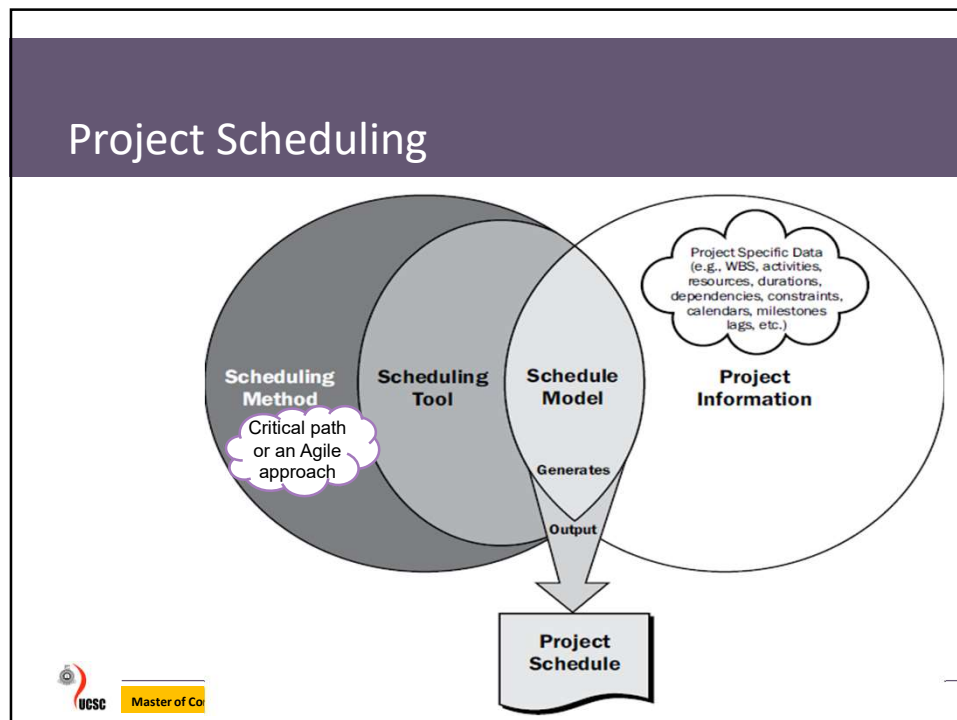 Project Scheduling
Project Specific Data
(e.g., WBS, activities,
resources, durations,
dependencies, constraints,
calendars, milestones
lags, etc.)
Scheduling
Method
Critical path
or an Agile
approach
Scheduling
Tool
Schedule
Model
Project
Information
Generates
Output
Project
Schedule
UCSC
Master of Co